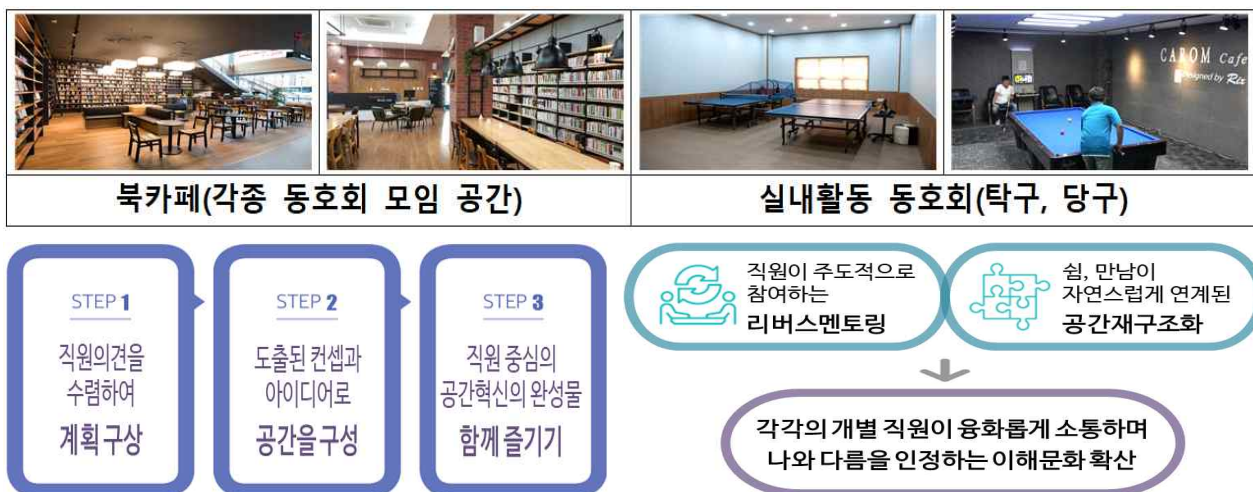 CAROM Cafe
Designed by Rix
북카페(각종 동호회 모임 공간)
실내활동 동호회(탁구, 당구)
STEP 1
직원의견을
수렴하여
계획 구상
STEP 2
도출된 컨셉과
아이디어로
공간을 구성
STEP 3
직원 중심의
공간혁신의 완성물
함께 즐기기
직원이 주도적으로
참여하는
리버스멘토링
쉼, 만남이
자연스럽게 연계된
공간재구조화
각각의 개별 직원이 융화롭게 소통하며
나와 다름을 인정하는 이해문화 확산